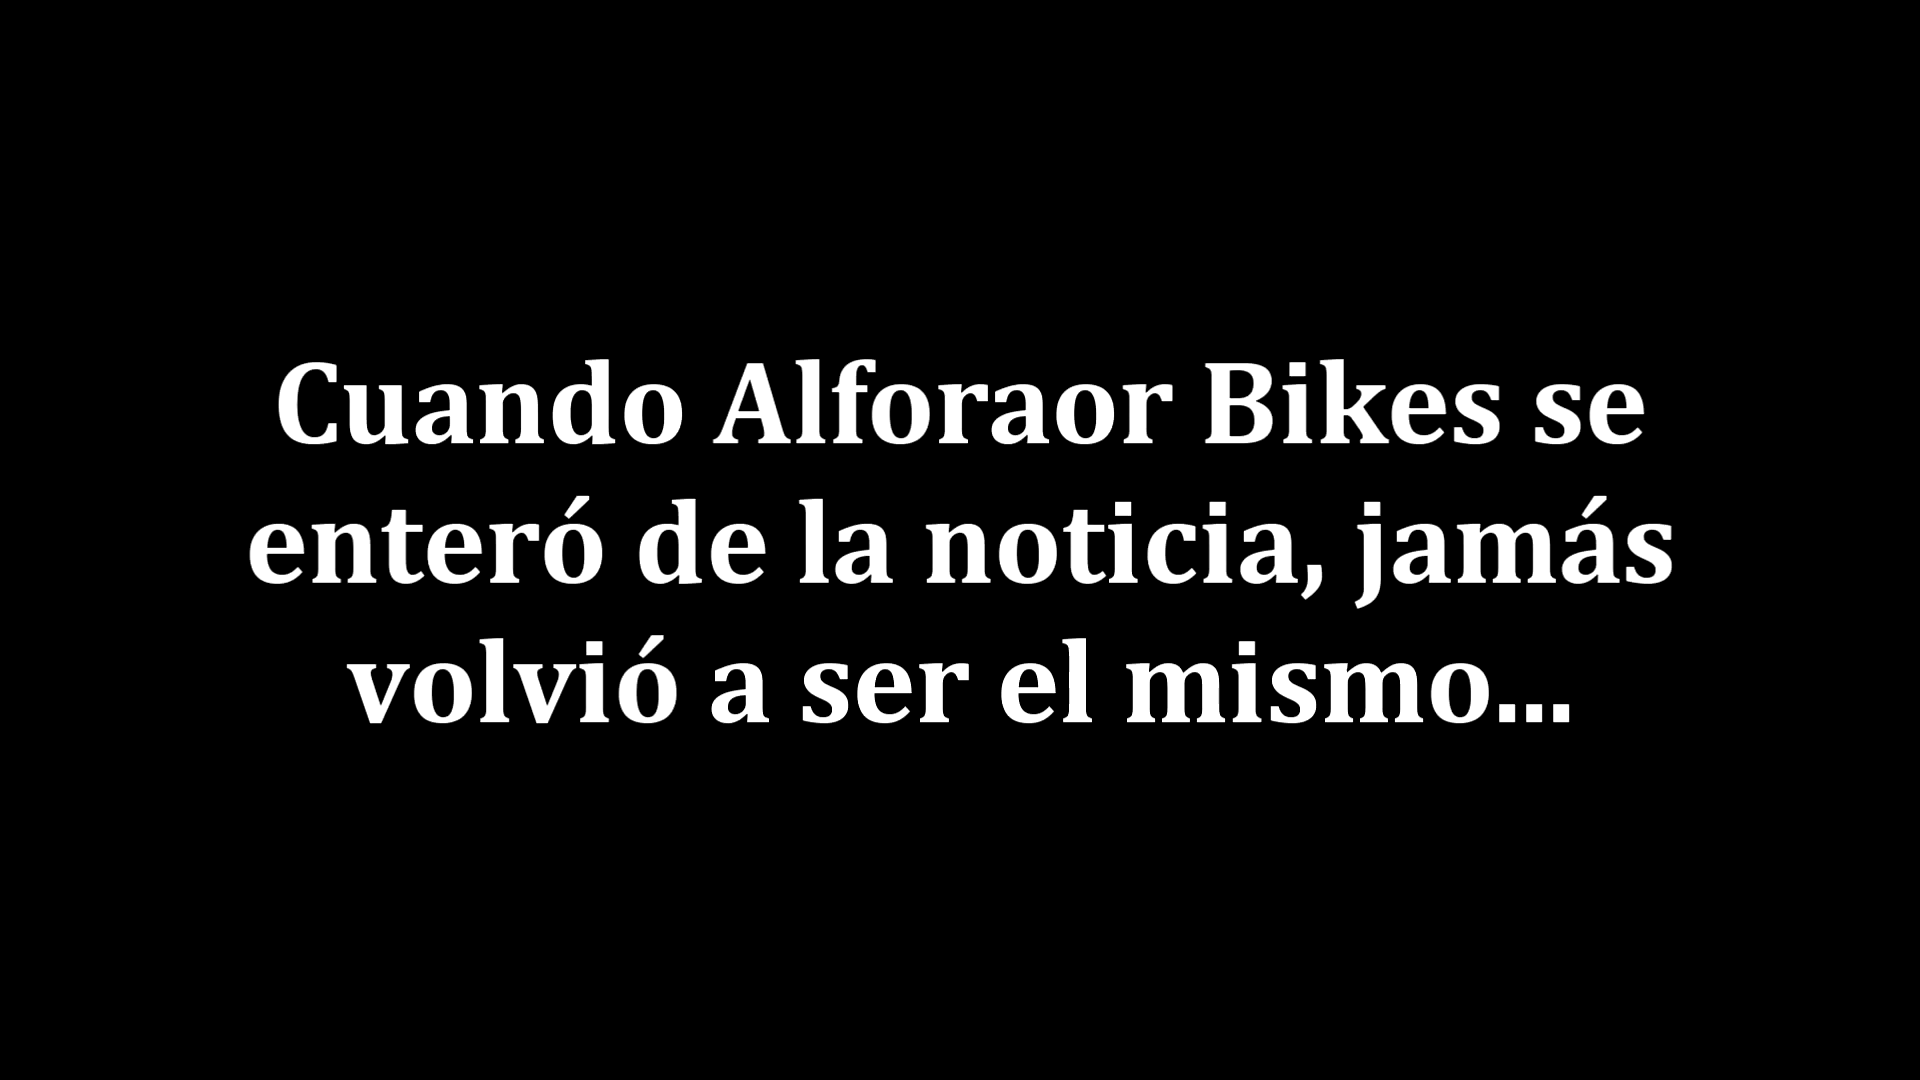 Cuando Alforaor Bikes se
enteró de la noticia, jamás
volvió a ser el mismo...